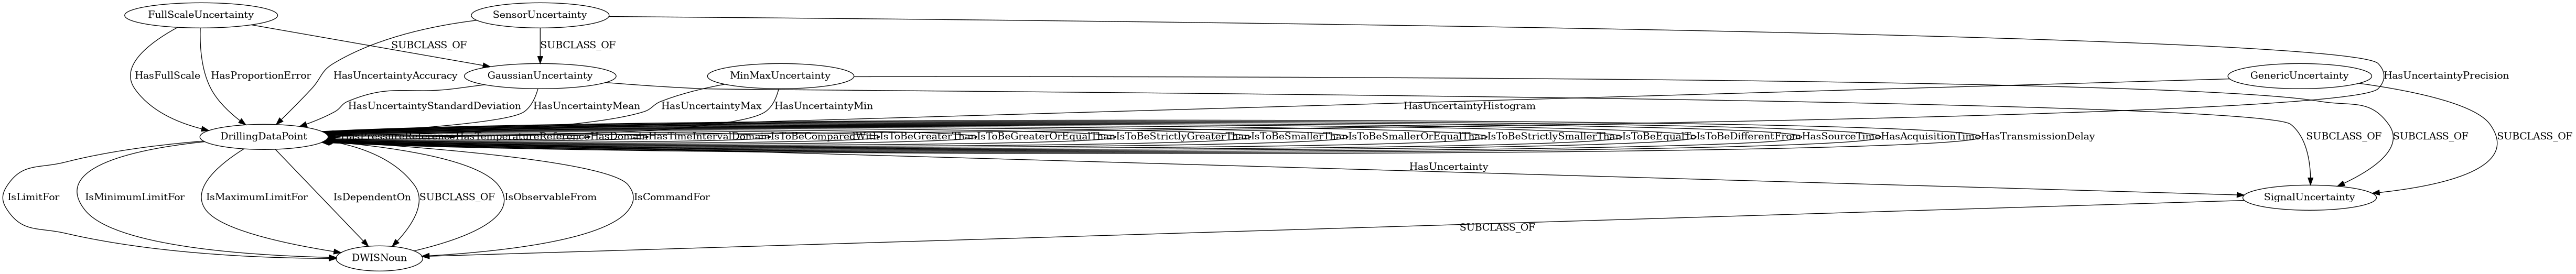 FullScaleUncertainty
SensorUncertainty
SUBCLASS_OF
SUBCLASS_OF
HasFullScale
HasProportionError
HasUncertaintyAccuracy
GaussianUncertainty
MinMaxUncertainty
GenericUncertainty
HasUncertaintyPrecision
HasUncertaintyStandardDeviation
HasUncertaintyMean
HasUncertaintyMax
HasUncertaintyMin
HasUncertaintyHistogram
DrillingDataPoint
HasDomain
HasTimeIntervalDomain
IsToBeComparedWith
IsToBeGreaterThan
IsToBeGreaterOrEqualThan
IsToBeStrictlyGreaterThan
IsToBeSmallerThan
IsToBeSmallerOrEqualThan
IsToBeStrictlySmallerThan
IsToBeEqualTo
IsToBeDifferentFrom
HasSourceTime
HasAcquisitionTime
HasTransmissionDelay
SUBCLASS_OF
SUBCLASS_OF
SUBCLASS_OF
HasUncertainty
IsLimitFor
IsMinimumLimitFor
IsMaximumLimitFor
IsDependentOn
SUBCLASS_OF
IsObservableFrom
IsCommandFor
SignalUncertainty
SUBCLASS_OF
DWISNoun